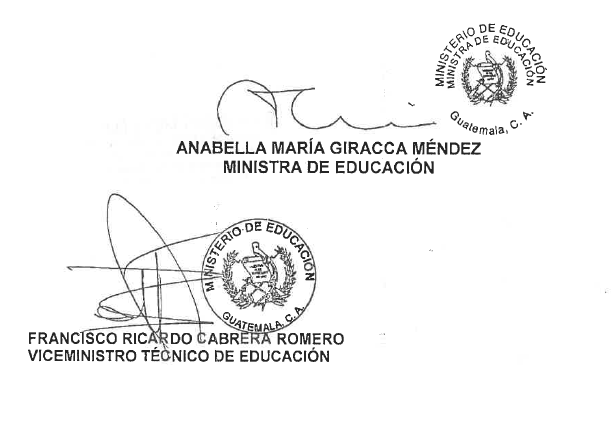 MINISTERIO DE EDUCACIÓN
MINISTRA DE EDUCACIÓN
Guatemala, C. A.
ANABELLA MARÍA GIRACCA MÉNDEZ
MINISTRA DE EDUCACIÓN
MINISTERIO DE EDUCACIÓN
GUATEMALA, C. A.
FRANCISCO RICARDO CABRERA ROMERO
VICEMINISTRO TÉCNICO DE EDUCACIÓN